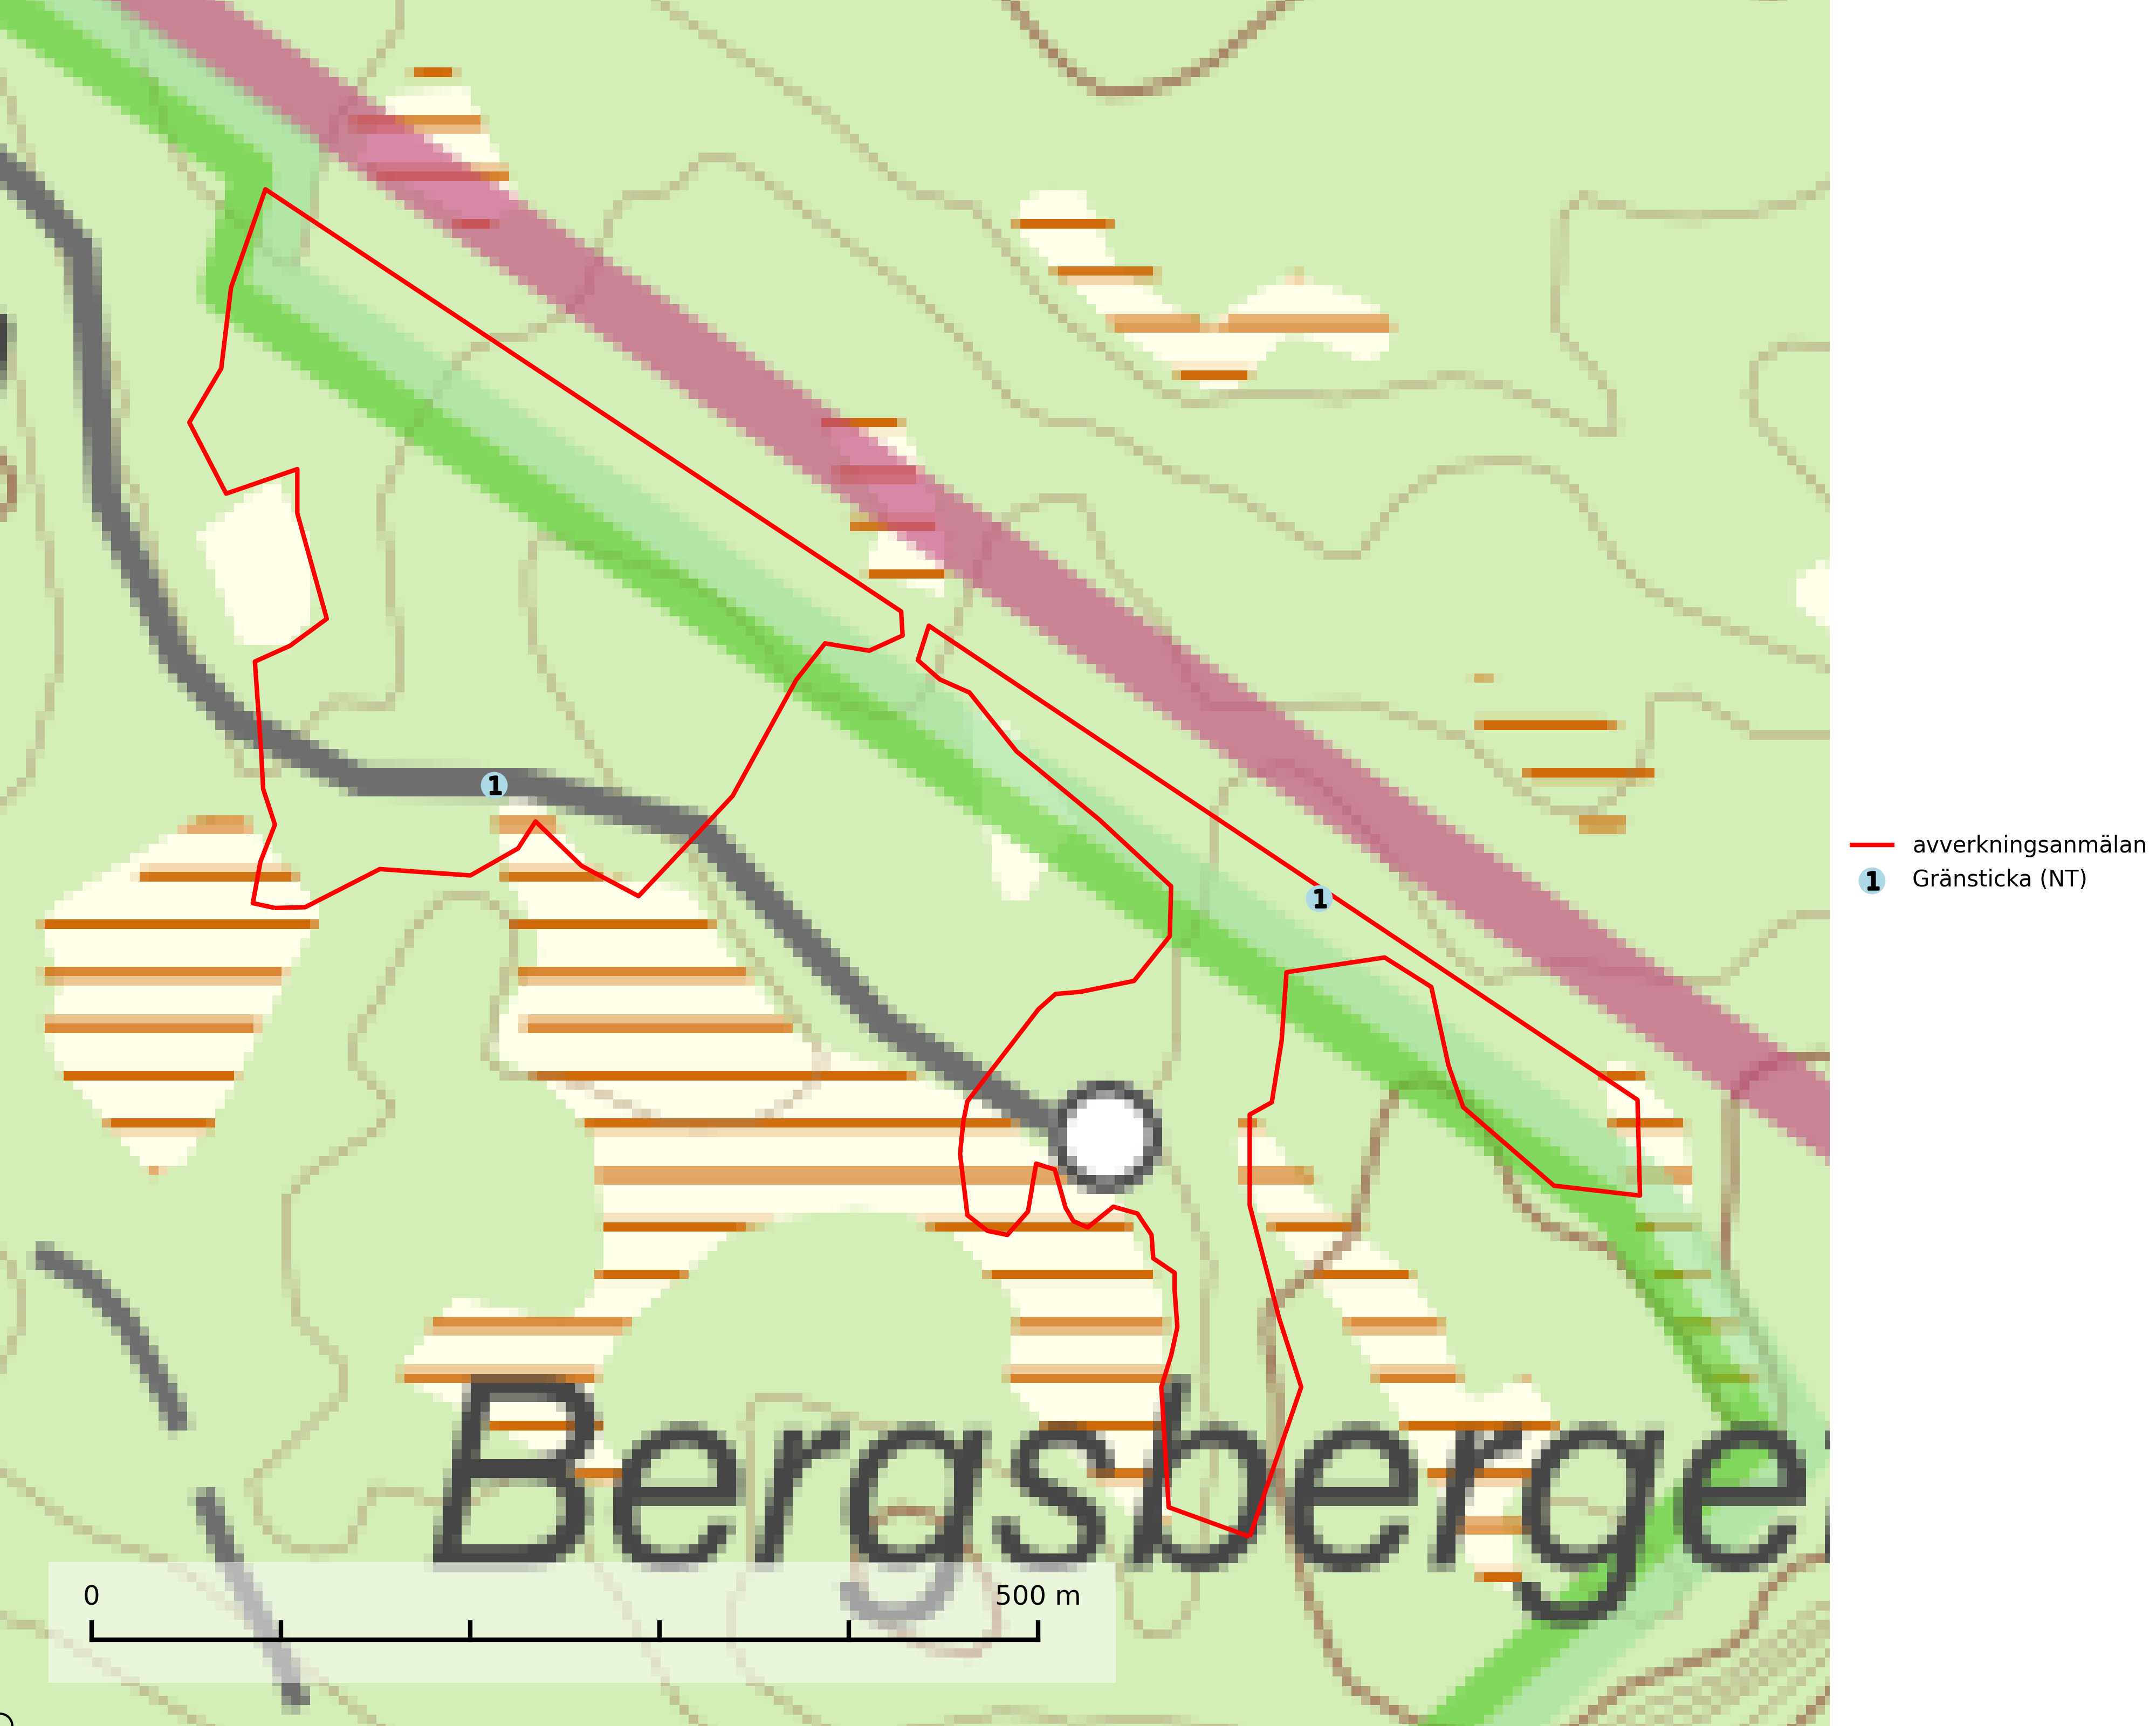 1
1
avverkningsanmälan
1 Gränsticka (NT)
Bergsberge
0 500 m